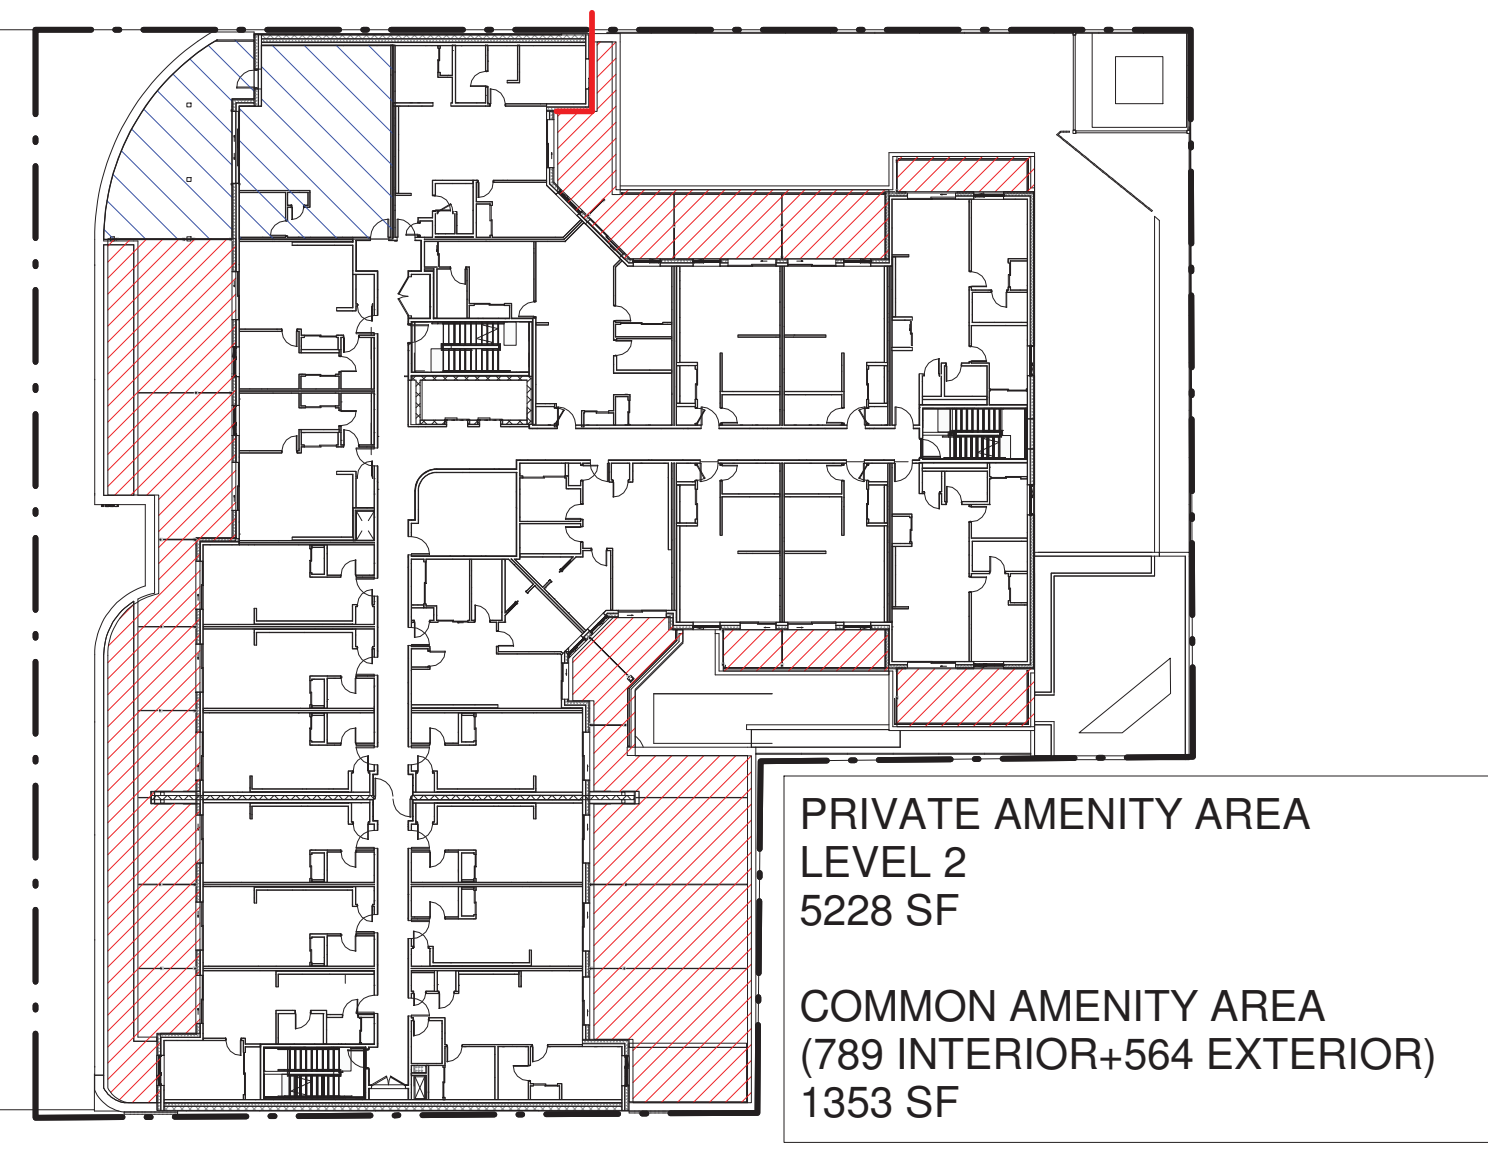 PRIVATE AMENITY AREA
LEVEL 2
5228 SF
COMMON AMENITY AREA
(789 INTERIOR+564 EXTERIOR)
1353 SF